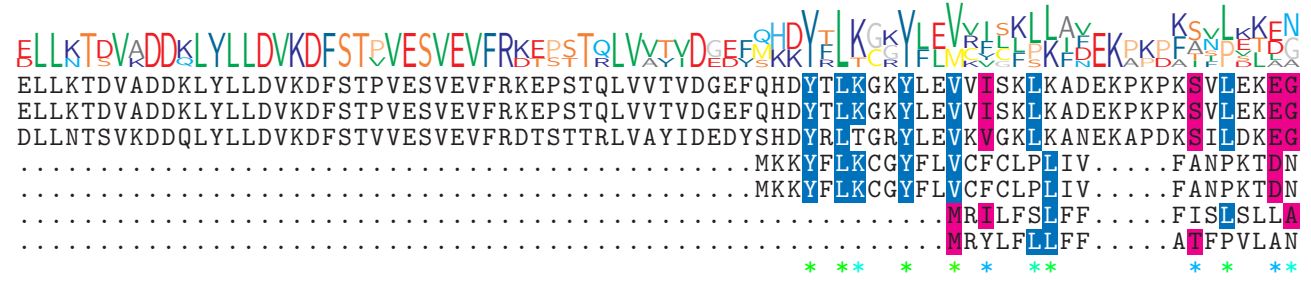 ELLKTDVADDKLYLLDVKDFSTPVESVEVFRKEPSTQLVVTVDGEFQHDYTLKGKYLEVVISKLKADEKPKPKSVLEKEG
ELLKTDVADDKLYLLDVKDFSTPVESVEVFRKEPSTQLVVTVDGEFQHDYTLKGKYLEVVISKLKADEKPKPKSVLEKEG
DLLNTSVKDDQLYLLDVKDFSTVVESVEVFRDTSTTRLVAYIDEDYSHDYRLTGRYLEVKVGKLKANEKAPDKSILDKEG
..............................................MKKYFLKCGYFLVCFCLPLIV.....FANPKTDN
..............................................MKKYFLKCGYFLVCFCLPLIV.....FANPKTDN
..........................................................MRILFSLFF.....FISLSLLA
..........................................................MRYLFLLFF.....ATFPVLAN
* ** * * * ** * * **